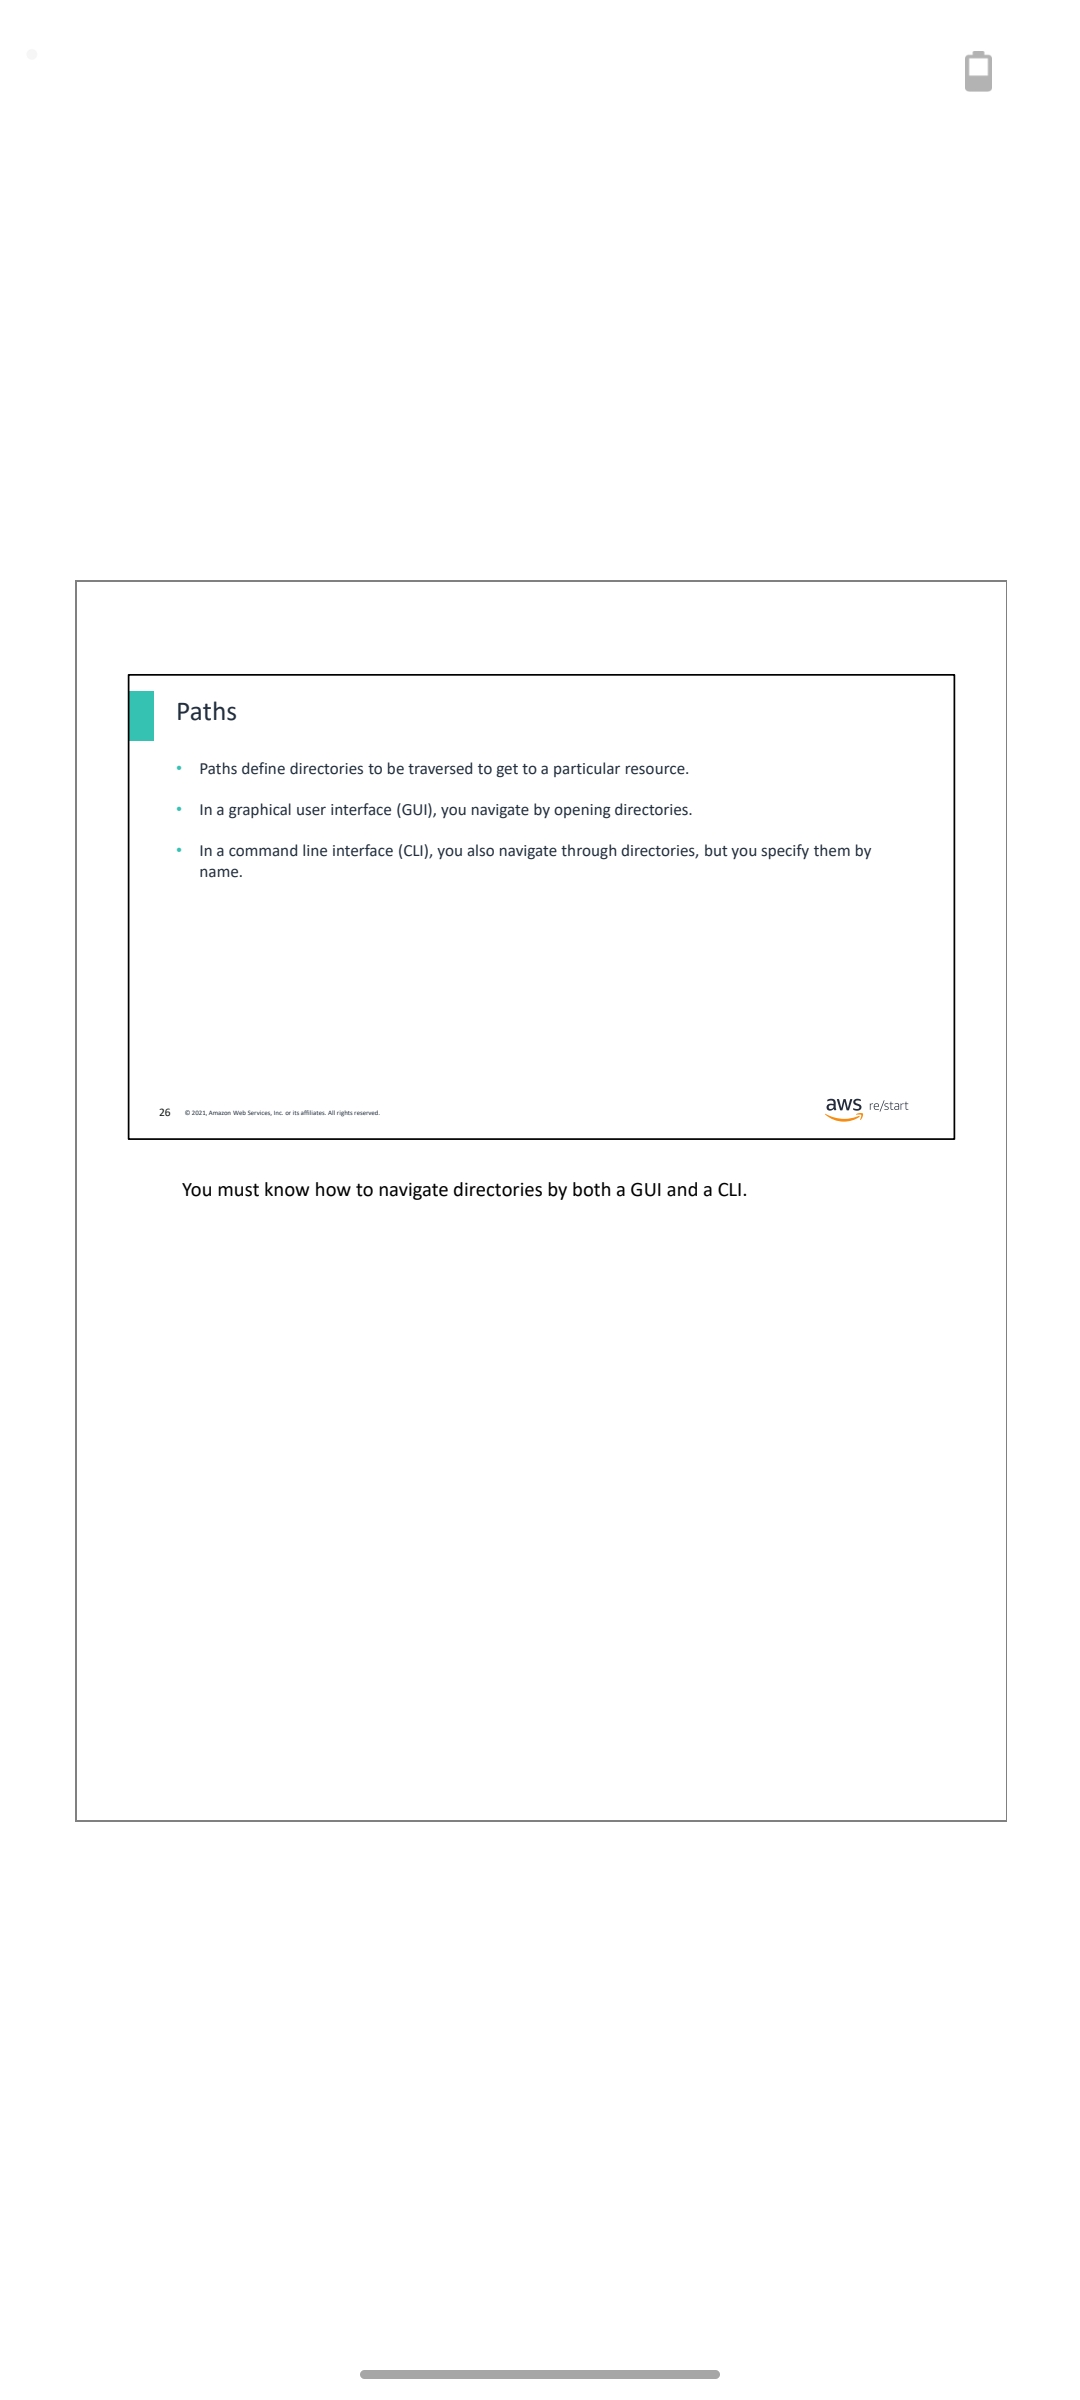 Paths
• Paths define directories to be traversed to get to a particular resource.
• In a graphical user interface (GUI), you navigate by opening directories.
• In a command line interface (CLI), you also navigate through directories, but you specify them by
name.
26 © 2021, Amazon Web Services, Inc. or its affiliates. All rights reserved.
aws re/start
You must know how to navigate directories by both a GUI and a CLI.